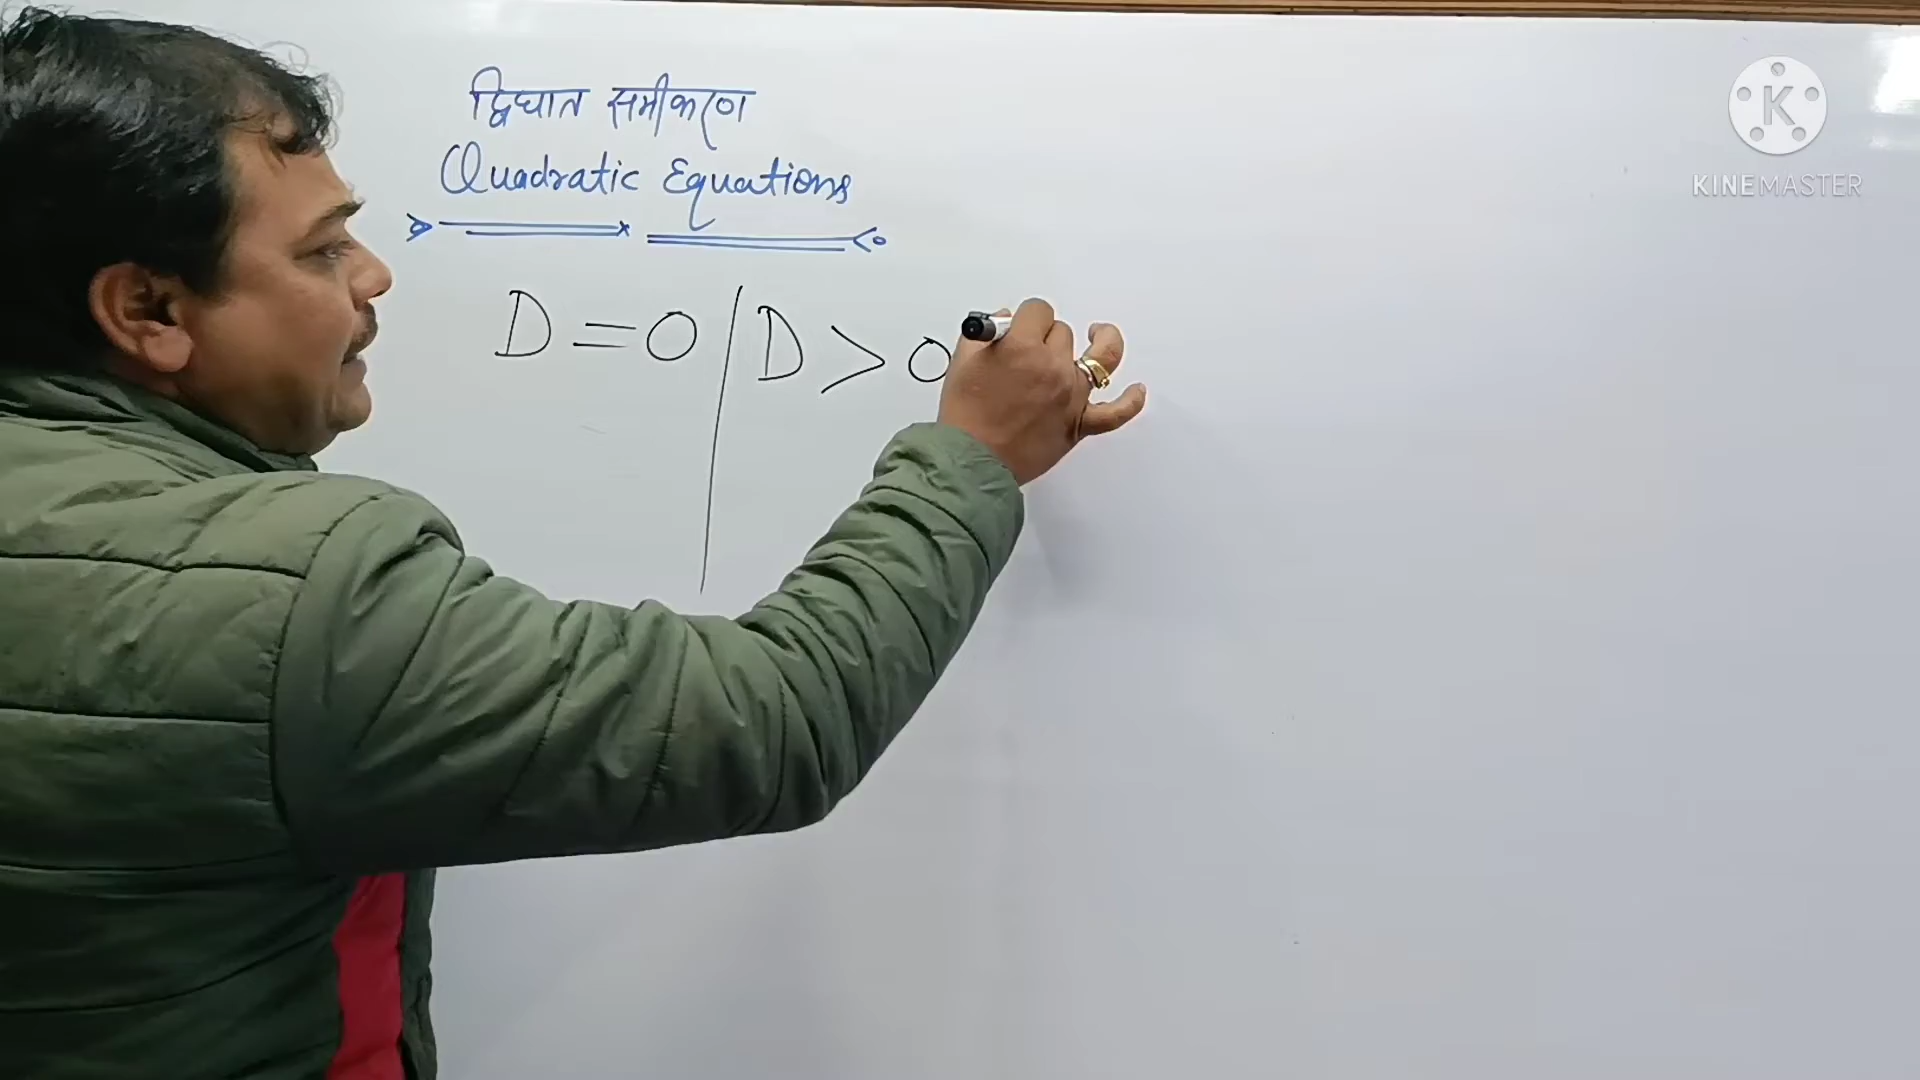 द्विघात समीकरण
Quadratic Equations
D = 0 | D > 0
K
KINEMASTER